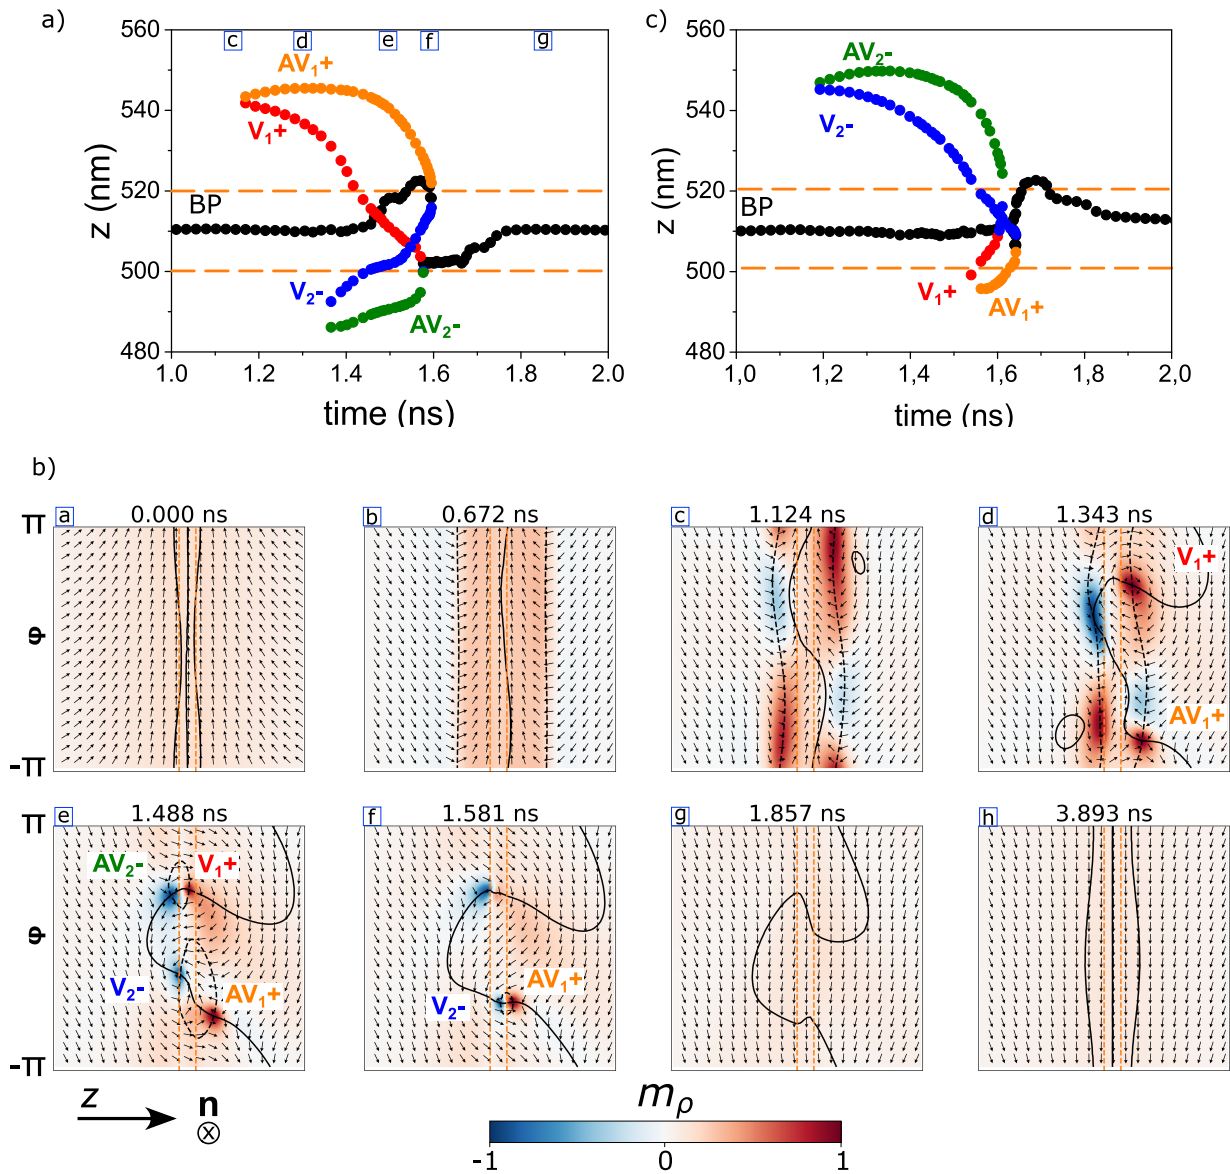 a)
c)
560
540
520
500
480
z (nm)
c d e f g
AV₁+
V₁+
BP
V₂-
AV₂-
1.0 1.2 1.4 1.6 1.8 2.0
time (ns)
560
540
520
500
480
z (nm)
AV₂-
V₂-
BP
V₁+
AV₁+
1,0 1,2 1,4 1,6 1,8 2,0
time (ns)
b)
π
φ
-π
a 0.000 ns
b 0.672 ns
c 1.124 ns
d 1.343 ns
V₁+
AV₁+
π
φ
-π
e 1.488 ns
AV₂- V₁+
V₂- AV₁+
f 1.581 ns
AV₁+
V₂-
g 1.857 ns
h 3.893 ns
z
n
mρ
-1 0 1